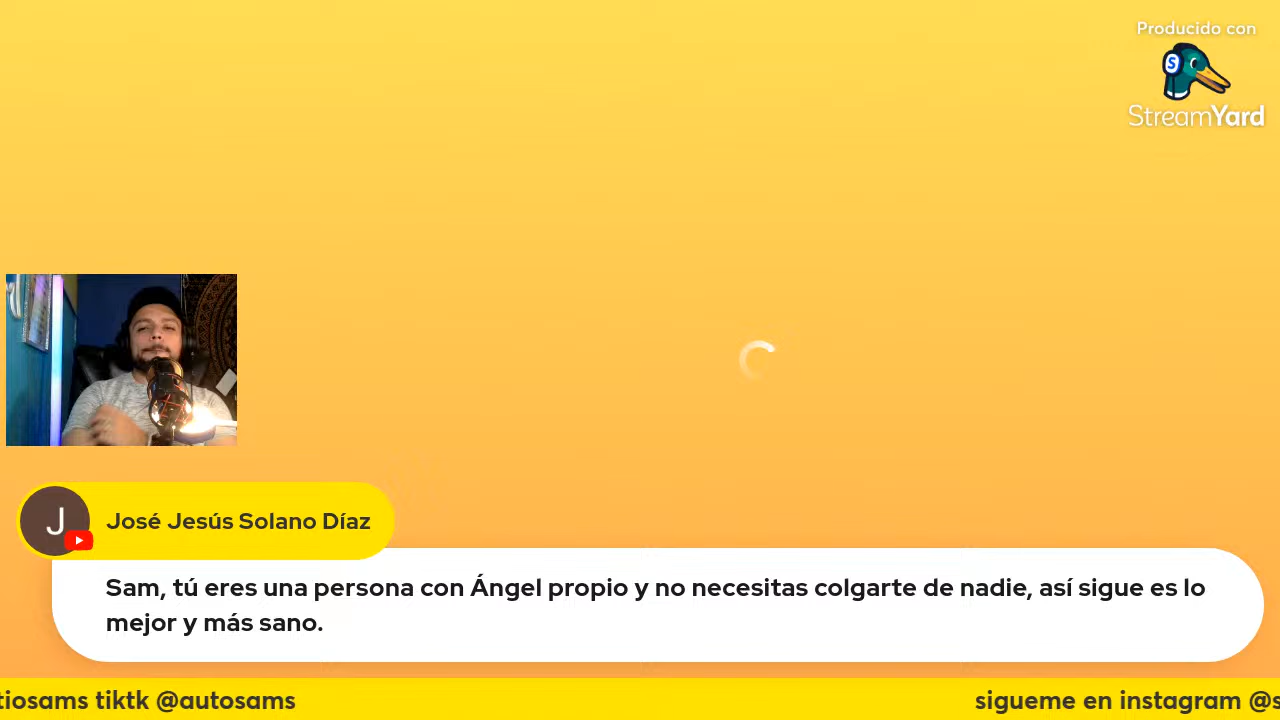 Producido con
StreamYard
José Jesús Solano Díaz
Sam, tú eres una persona con Ángel propio y no necesitas colgarte de nadie, así sigue es lo
mejor y más sano.
tiosams tiktk @autosams sigueme en instagram @s